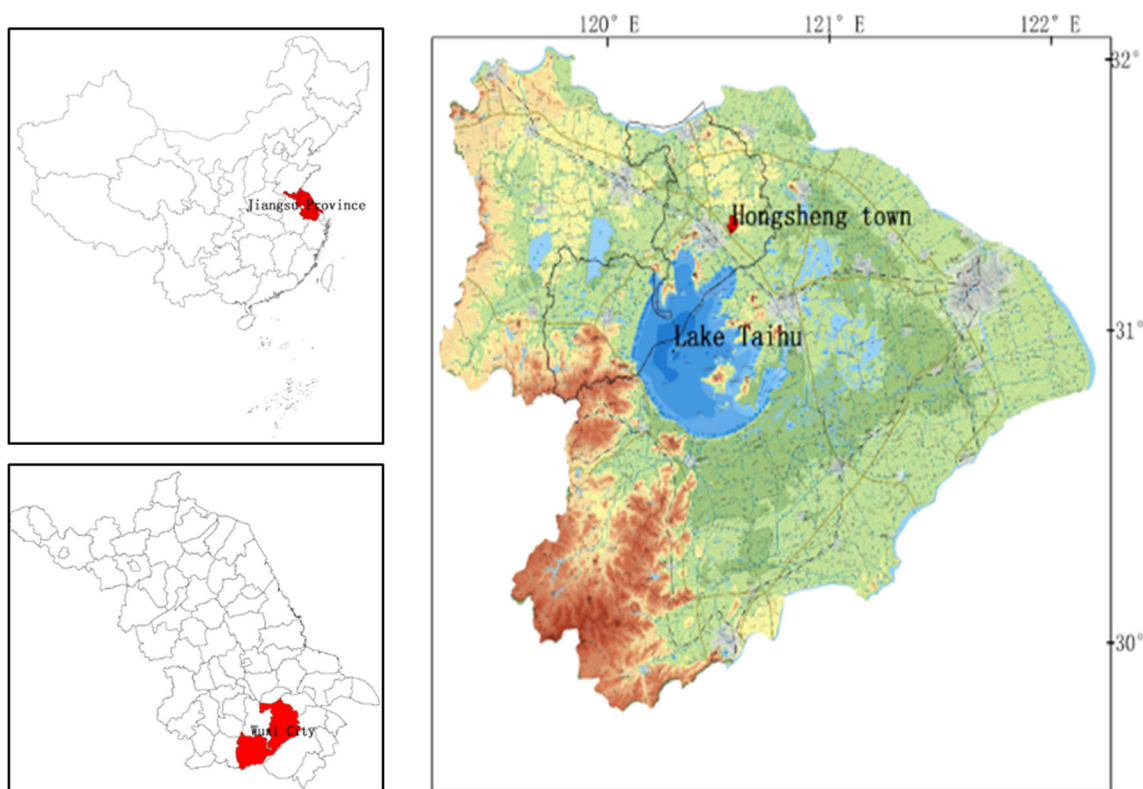 Jiangsu Province
Wuxi City
120° E
121° E
122° E
32°
Hongsheng town
Lake Taihu
31°
30°